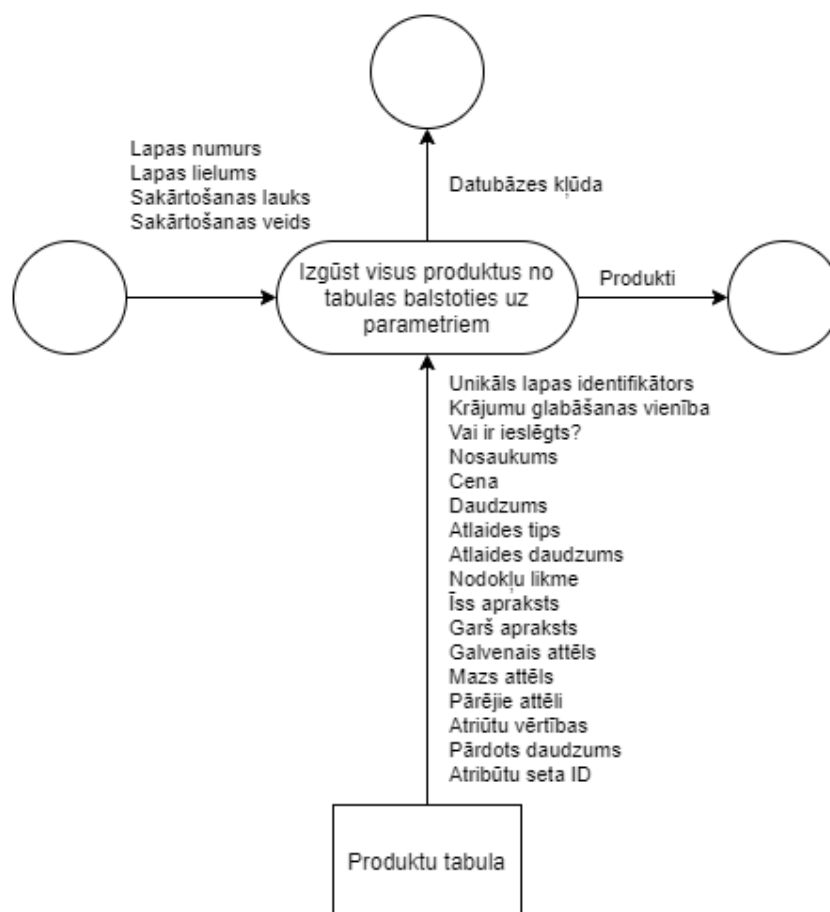 Lapas numurs
Lapas lielums
Sakārtošanas lauks
Sakārtošanas veids
Datubāzes kļūda
Izgūst visus produktus no
tabulas balstoties uz
parametriem
Produkti
Unikāls lapas identifikātors
Krājumu glabāšanas vienība
Vai ir ieslēgts?
Nosaukums
Cena
Daudzums
Atlaides tips
Atlaides daudzums
Nodokļu likme
Īss apraksts
Garš apraksts
Galvenais attēls
Mazs attēls
Pārējie attēli
Atriūtu vērtības
Pārdots daudzums
Atribūtu seta ID
Produktu tabula